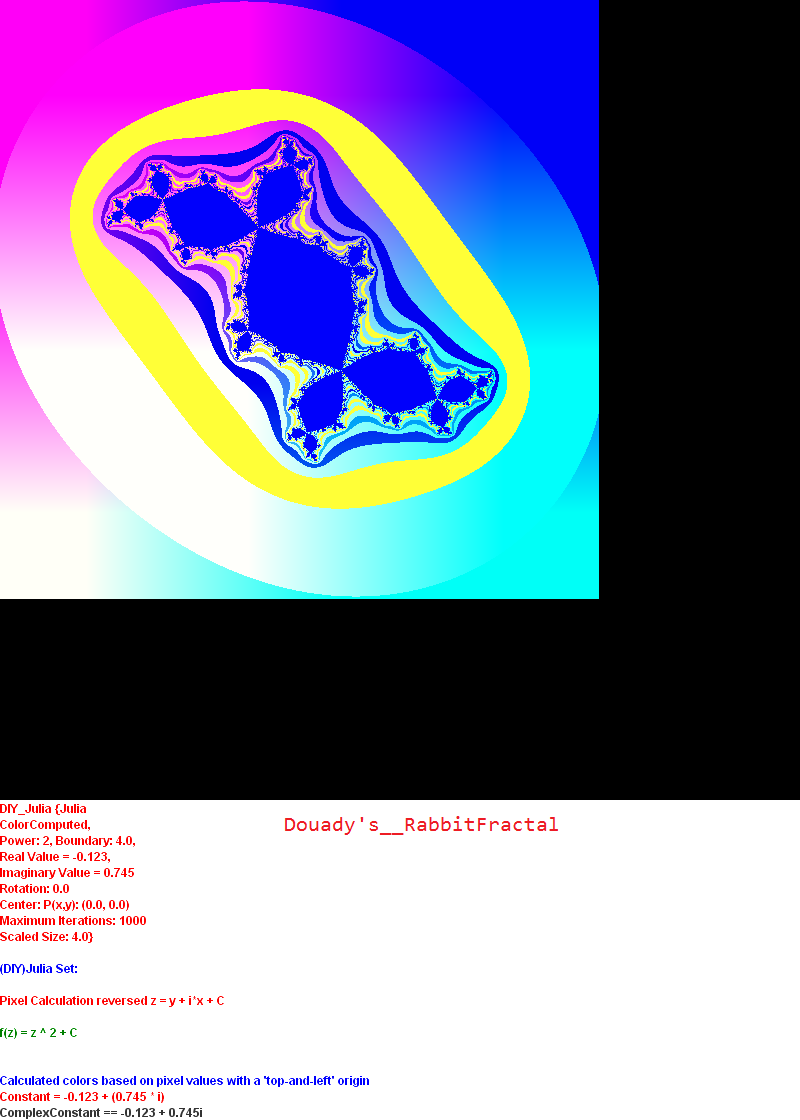 DIY_Julia {Julia
ColorComputed,
Douady's__RabbitFractal
Power: 2, Boundary: 4.0,
Real Value = -0.123,
Imaginary Value = 0.745
Rotation: 0.0
Center: P(x,y): (0.0, 0.0)
Maximum Iterations: 1000
Scaled Size: 4.0}
(DIY)Julia Set:
Pixel Calculation reversed z = y + i*x + C
f(z) = z ^ 2 + C
Calculated colors based on pixel values with a 'top-and-left' origin
Constant = -0.123 + (0.745 * i)
ComplexConstant == -0.123 + 0.745i